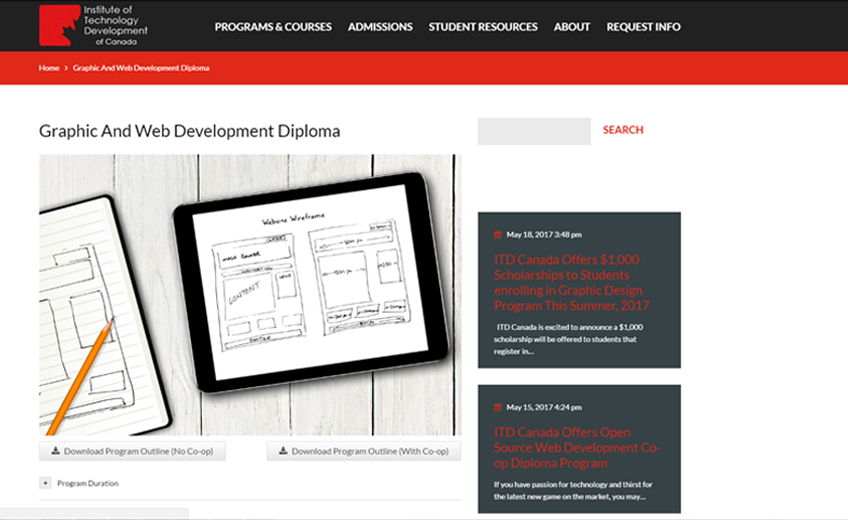 Institute of
Technology
Development
of Canada
PROGRAMS & COURSES
ADMISSIONS
STUDENT RESOURCES
ABOUT
REQUEST INFO
Home > Graphic And Web Development Diploma
Graphic And Web Development Diploma
Website Wireframe
MAIN BANNER
CONTENT
Download Program Outline (No Co-op)
Download Program Outline (With Co-op)
+ Program Duration
SEARCH
May 18, 2017 3:48 pm
ITD Canada Offers $1,000
Scholarships to Students
enrolling in Graphic Design
Program This Summer, 2017
ITD Canada is excited to announce a $1,000
scholarship will be offered to students that
register in...
May 15, 2017 4:24 pm
ITD Canada Offers Open
Source Web Development Co-
op Diploma Program
If you have passion for technology and thirst for
the latest new game on the market, you may...